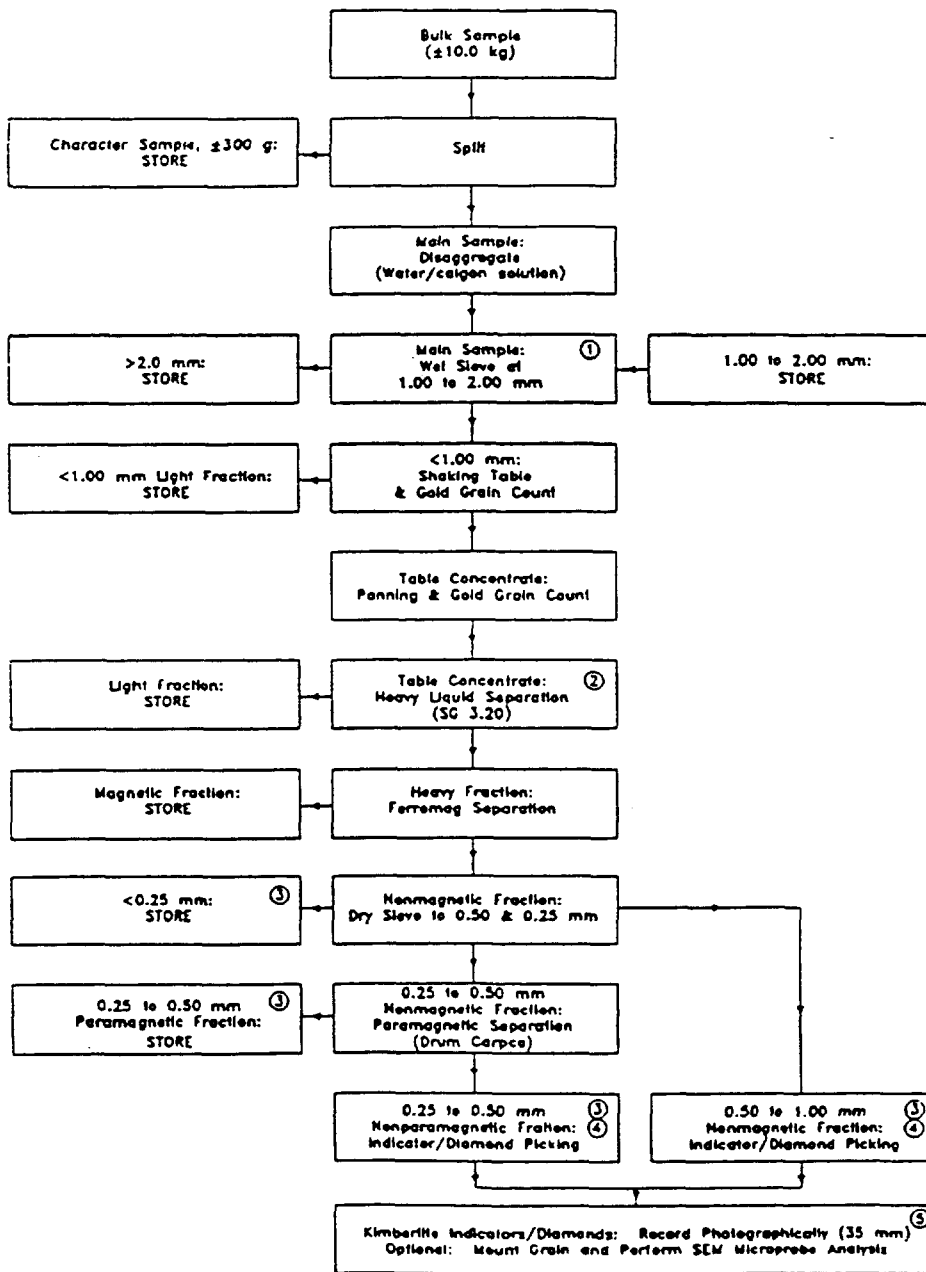 Bulk Sample
(±10.0 kg)
Character Sample, ±300 g:
STORE
Split
Main Sample:
Disaggregate
(Water/calgon solution)
>2.0 mm:
STORE
Main Sample:
Wet Sieve at
1.00 to 2.00 mm
①
1.00 to 2.00 mm:
STORE
<1.00 mm Light Fraction:
STORE
<1.00 mm:
Shaking Table
& Gold Grain Count
Table Concentrate:
Panning & Gold Grain Count
Light Fraction:
STORE
Table Concentrate:
Heavy Liquid Separation
(SG 3.20)
②
Magnetic Fraction:
STORE
Heavy Fraction:
Ferromag Separation
<0.25 mm:
STORE
③
Nonmagnetic Fraction:
Dry Sieve to 0.50 & 0.25 mm
0.25 to 0.50 mm
Paramagnetic Fraction:
STORE
③
0.25 to 0.50 mm
Nonmagnetic Fraction:
Paramagnetic Separation
(Drum Carpco)
0.25 to 0.50 mm ③
Nonparamagnetic Fration: ④
Indicator/Diamond Picking
0.50 to 1.00 mm ③
Nonmagnetic Fraction: ④
Indicator/Diamond Picking
⑤
Kimberlite Indicators/Diamonds: Record Photographically (35 mm)
Optional: Mount Grain and Perform SEM Microprobe Analysis